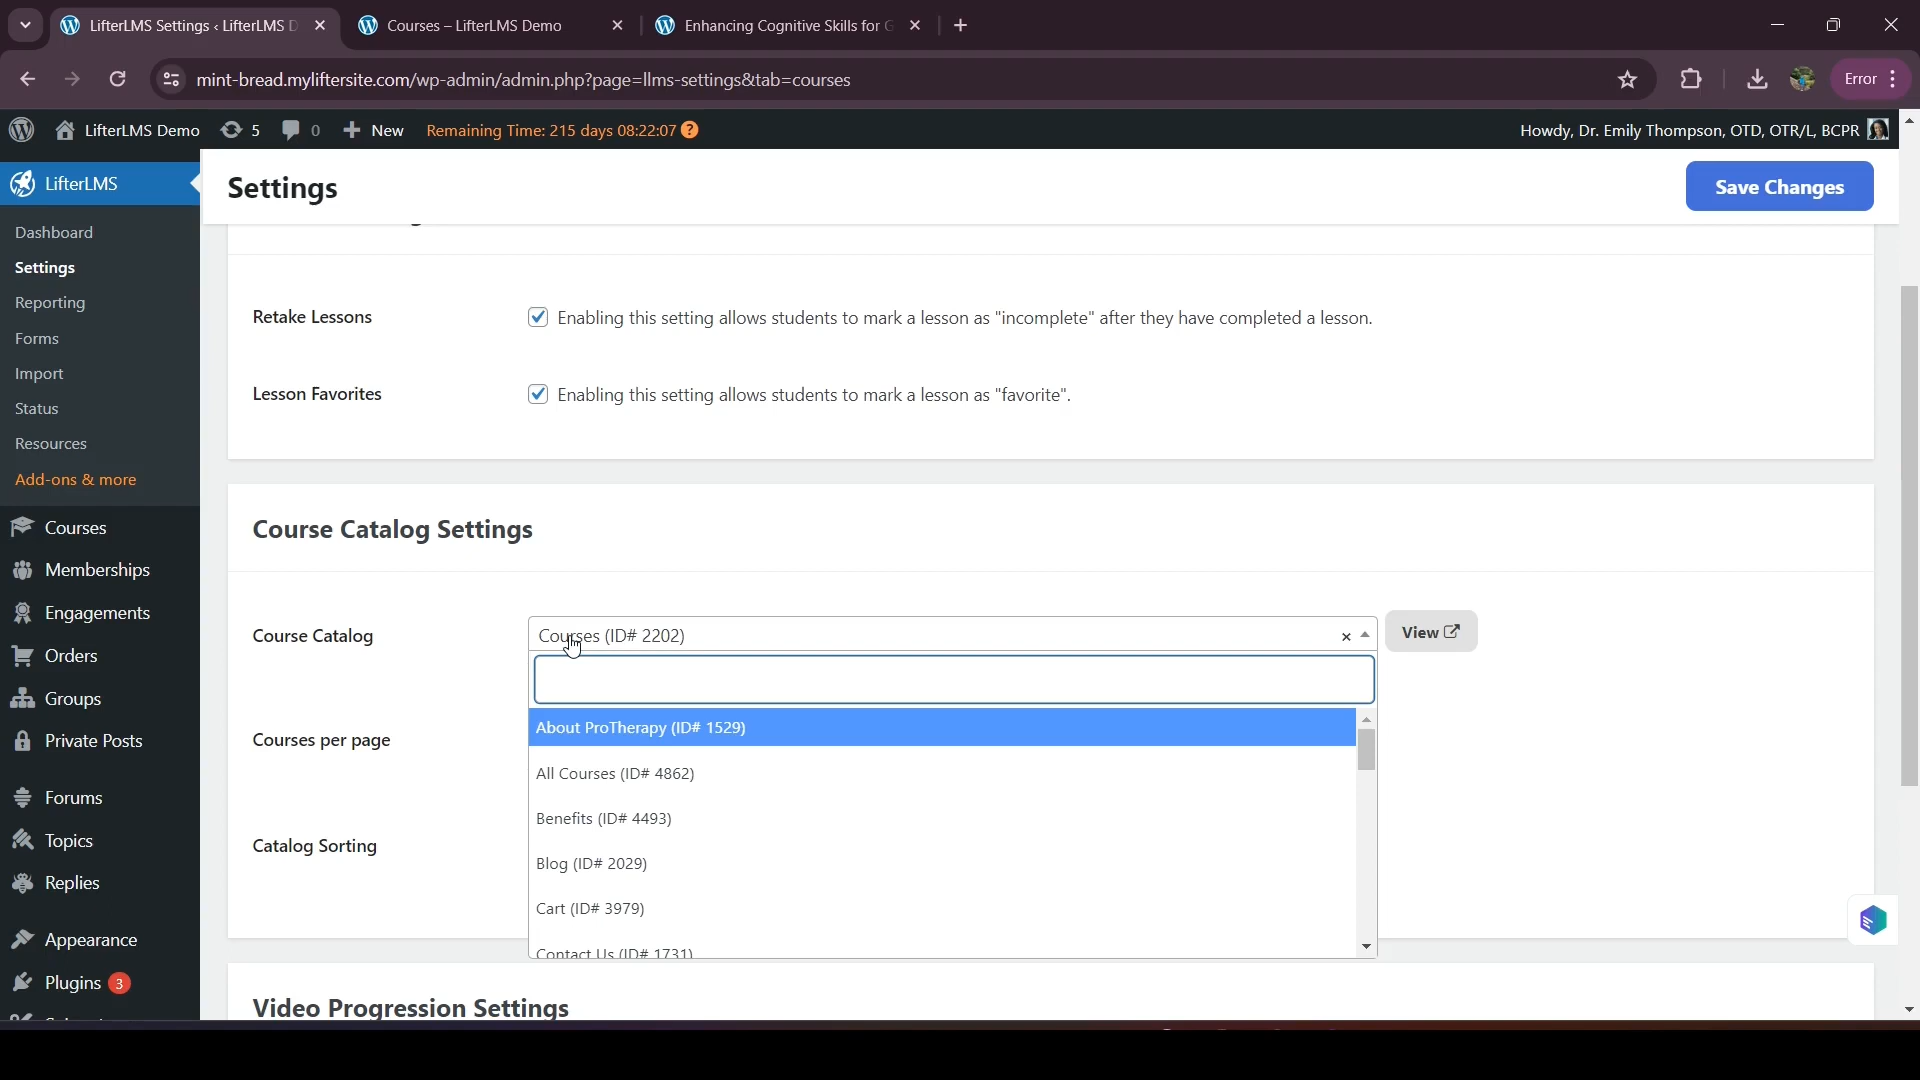 LifterLMS Settings ‹ LifterLMS D
Courses – LifterLMS Demo
Enhancing Cognitive Skills for G
mint-bread.myliftersite.com/wp-admin/admin.php?page=llms-settings&tab=courses
Error
LifterLMS Demo
5
0
New
Remaining Time: 215 days 08:22:07 ?
Howdy, Dr. Emily Thompson, OTD, OTR/L, BCPR
LifterLMS
Settings
Save Changes
Dashboard
Settings
Reporting
Forms
Import
Status
Resources
Add-ons & more
Courses
Memberships
Engagements
Orders
Groups
Private Posts
Forums
Topics
Replies
Appearance
Plugins 3
Retake Lessons
Enabling this setting allows students to mark a lesson as "incomplete" after they have completed a lesson.
Lesson Favorites
Enabling this setting allows students to mark a lesson as "favorite".
Course Catalog Settings
Course Catalog
Courses (ID# 2202)
View
About ProTherapy (ID# 1529)
Courses per page
All Courses (ID# 4862)
Benefits (ID# 4493)
Catalog Sorting
Blog (ID# 2029)
Cart (ID# 3979)
Contact Us (ID# 1731)
Video Progression Settings